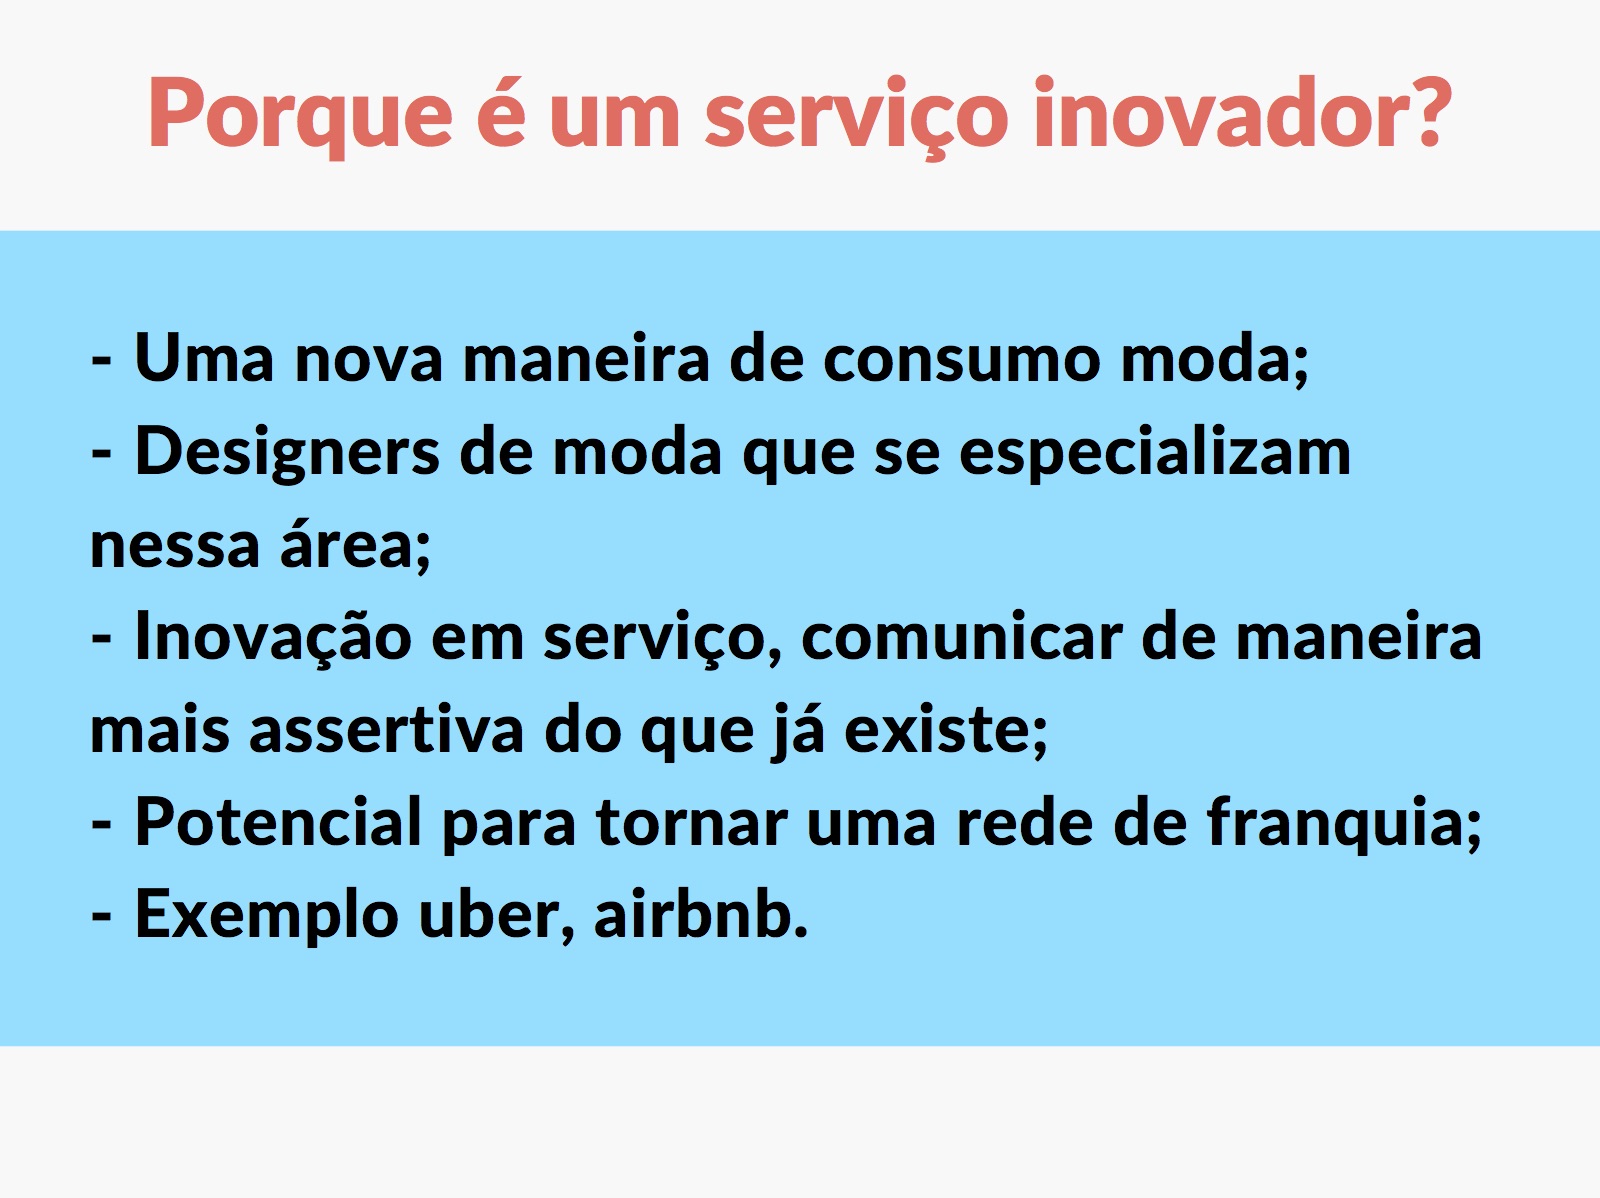 Porque é um serviço inovador?
- Uma nova maneira de consumo moda;
- Designers de moda que se especializam
nessa área;
- Inovação em serviço, comunicar de maneira
mais assertiva do que já existe;
- Potencial para tornar uma rede de franquia;
- Exemplo uber, airbnb.